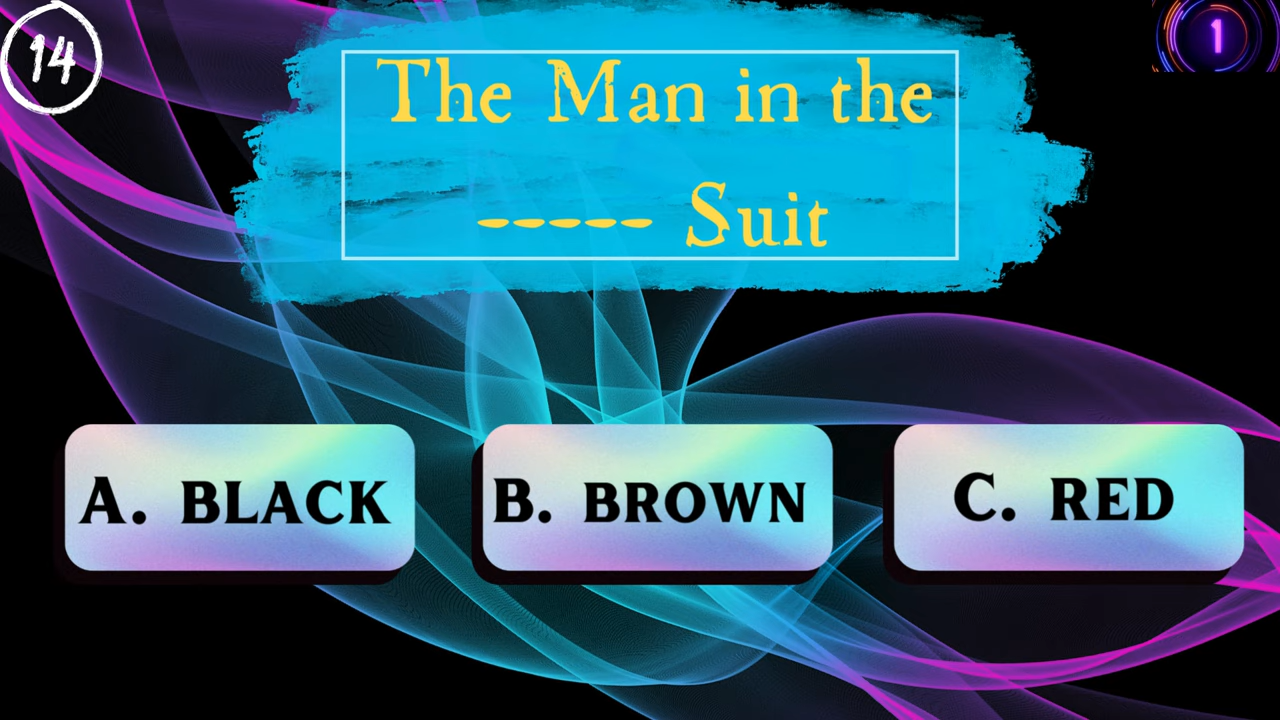 14
1
The Man in the
----- Suit
A. BLACK
B. BROWN
C. RED